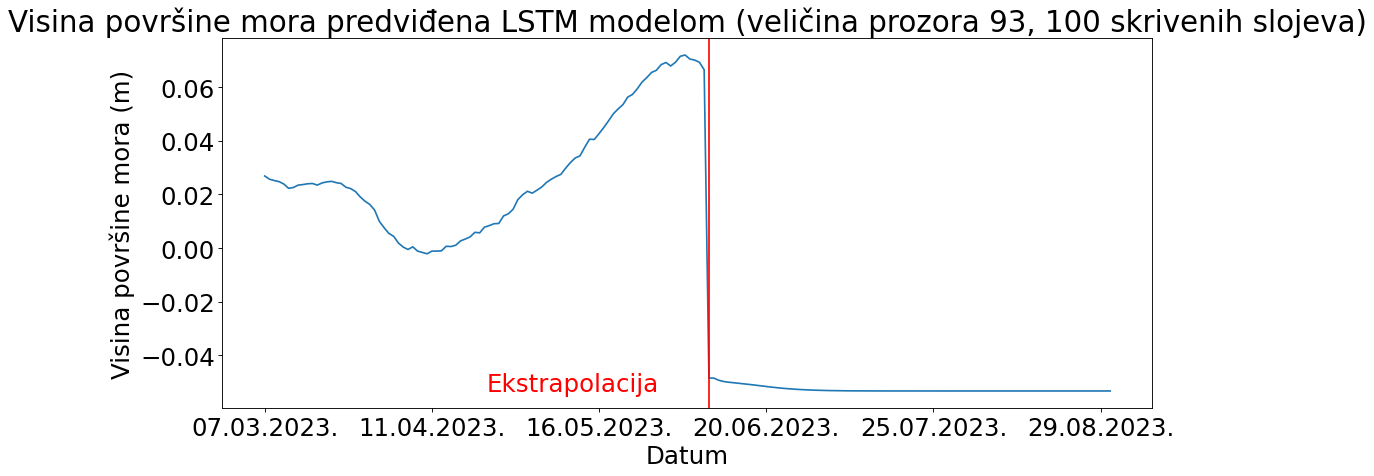 Visina površine mora predviđena LSTM modelom (veličina prozora 93, 100 skrivenih slojeva)
Visina površine mora (m)
0.06
0.04
0.02
0.00
−0.02
−0.04
Ekstrapolacija
07.03.2023. 11.04.2023. 16.05.2023. 20.06.2023. 25.07.2023. 29.08.2023.
Datum